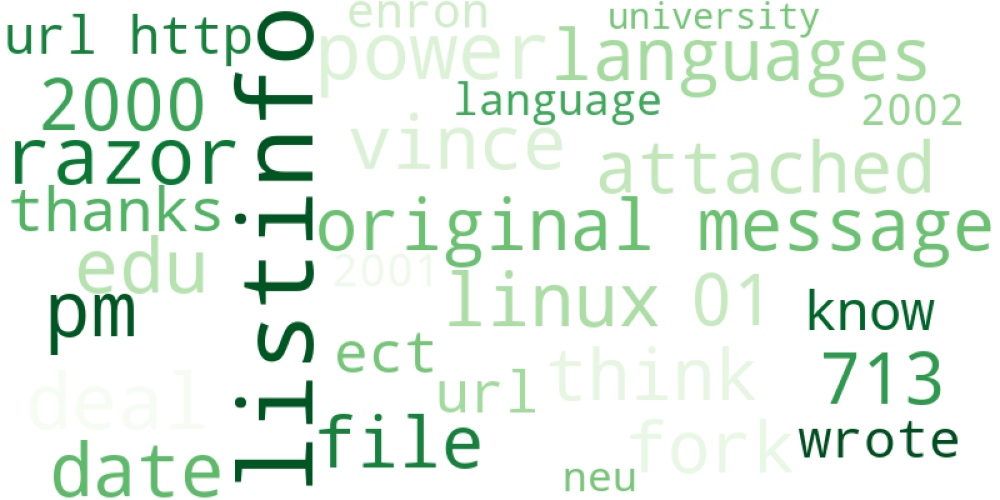 url http
listinfo
enron
university
power
languages
2000
language
2002
razor
vince
attached
thanks
original message
edu
2001
linux
01
pm
know
ect
think
713
deal
url
file
fork
wrote
date
neu